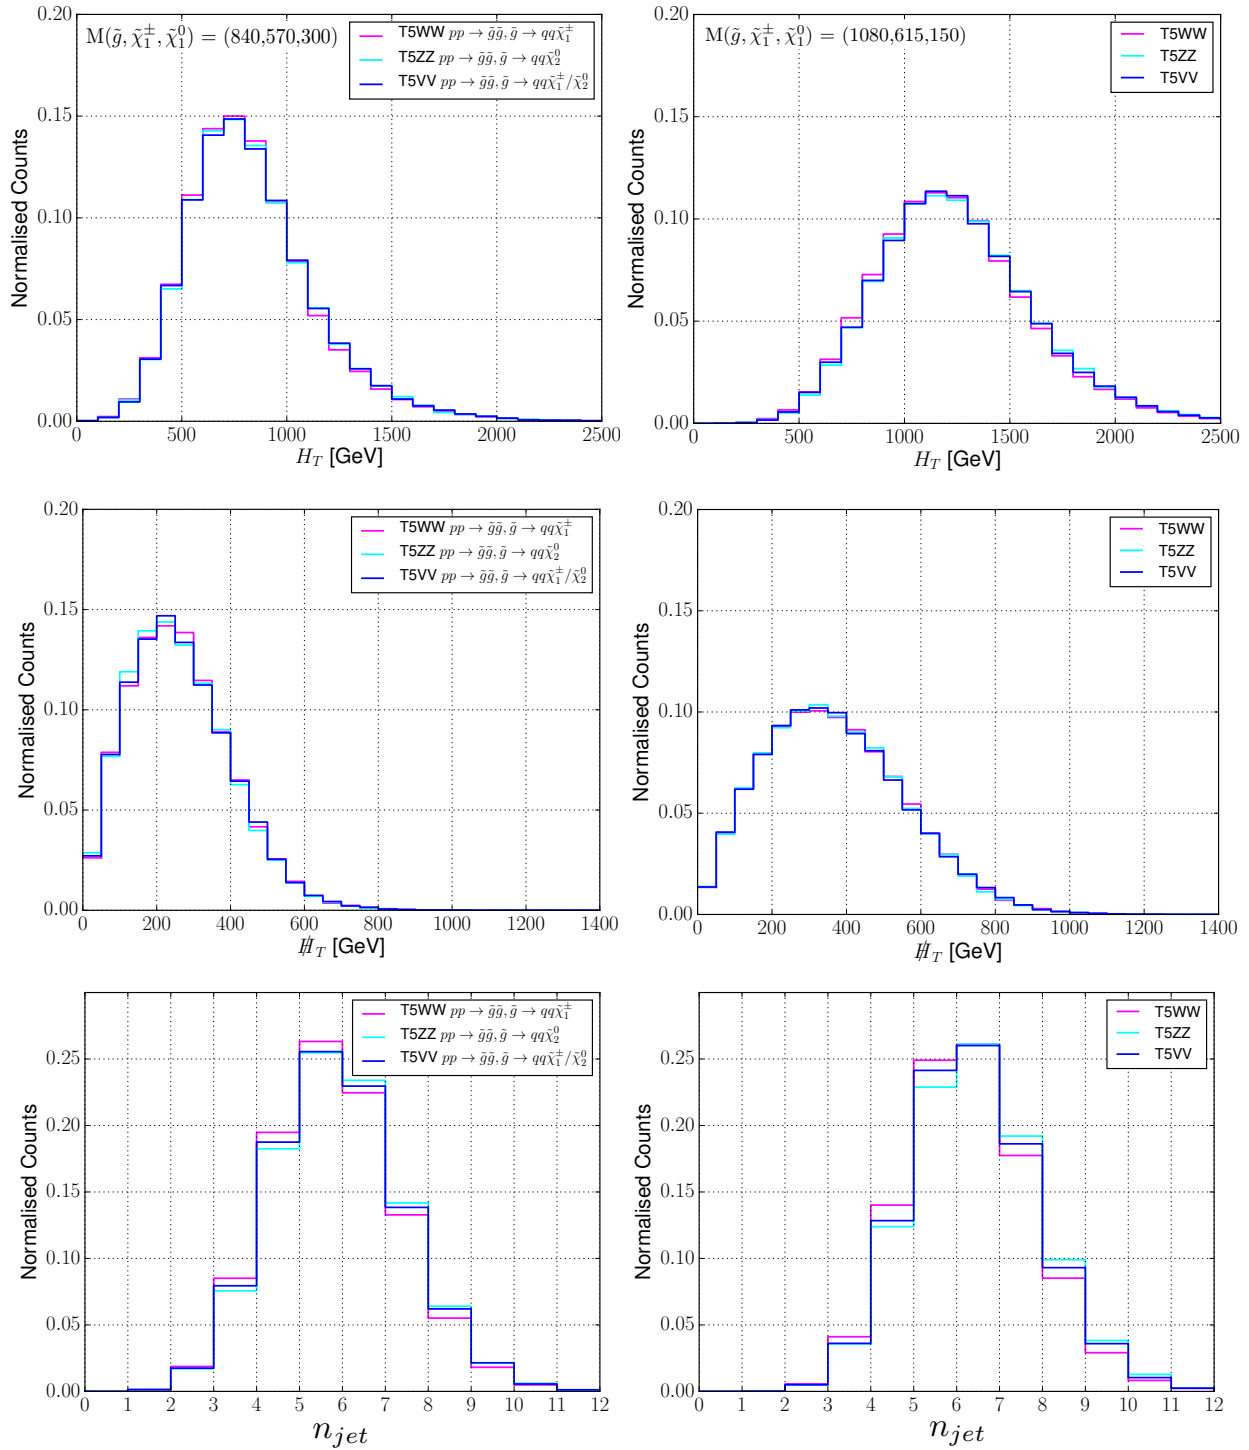 M(g̃, χ̃₁±, χ̃₁⁰) = (840,570,300)
T5WW pp → g̃g̃, g̃ → qqχ̃₁±
T5ZZ pp → g̃g̃, g̃ → qqχ̃₂⁰
T5VV pp → g̃g̃, g̃ → qqχ̃₁±/χ̃₂⁰
0.20
0.15
0.10
0.05
0.00
Normalised Counts
0 500 1000 1500 2000 2500
H_T [GeV]
M(g̃, χ̃₁±, χ̃₁⁰) = (1080,615,150)
T5WW
T5ZZ
T5VV
0.20
0.15
0.10
0.05
0.00
Normalised Counts
0 500 1000 1500 2000 2500
H_T [GeV]
T5WW pp → g̃g̃, g̃ → qqχ̃₁±
T5ZZ pp → g̃g̃, g̃ → qqχ̃₂⁰
T5VV pp → g̃g̃, g̃ → qqχ̃₁±/χ̃₂⁰
0.20
0.15
0.10
0.05
0.00
Normalised Counts
0 200 400 600 800 1000 1200 1400
H̸_T [GeV]
T5WW
T5ZZ
T5VV
0.20
0.15
0.10
0.05
0.00
Normalised Counts
0 200 400 600 800 1000 1200 1400
H̸_T [GeV]
T5WW pp → g̃g̃, g̃ → qqχ̃₁±
T5ZZ pp → g̃g̃, g̃ → qqχ̃₂⁰
T5VV pp → g̃g̃, g̃ → qqχ̃₁±/χ̃₂⁰
0.25
0.20
0.15
0.10
0.05
0.00
Normalised Counts
0 1 2 3 4 5 6 7 8 9 10 11 12
n_jet
T5WW
T5ZZ
T5VV
0.25
0.20
0.15
0.10
0.05
0.00
Normalised Counts
0 1 2 3 4 5 6 7 8 9 10 11 12
n_jet